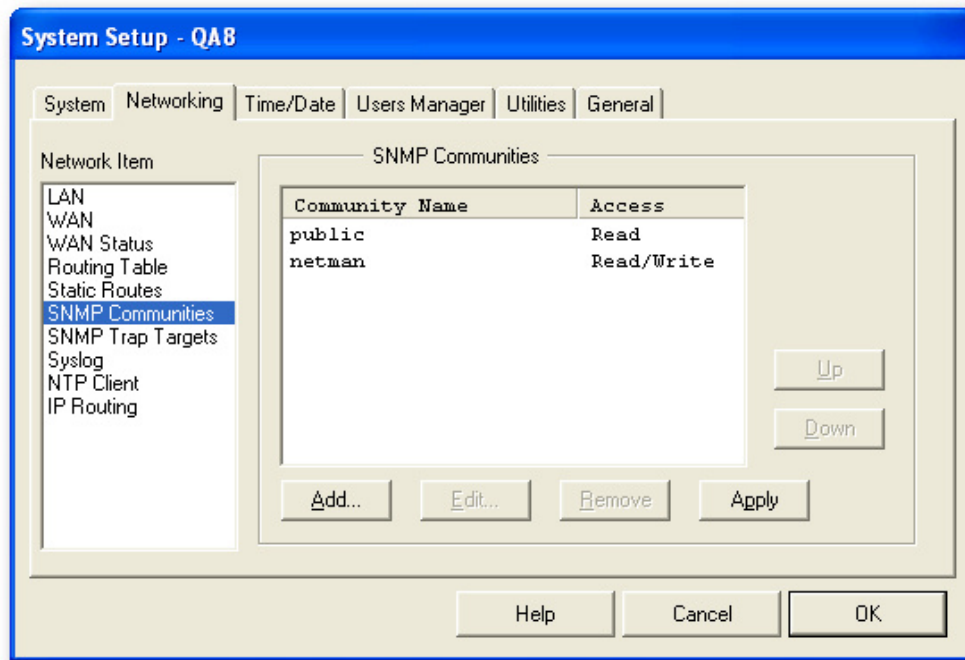 System Setup - QA8
System Networking Time/Date Users Manager Utilities General
Network Item
LAN
WAN
WAN Status
Routing Table
Static Routes
SNMP Communities
SNMP Trap Targets
Syslog
NTP Client
IP Routing
SNMP Communities
Community Name Access
public Read
netman Read/Write
Up
Down
Add... Edit... Remove Apply
Help Cancel OK